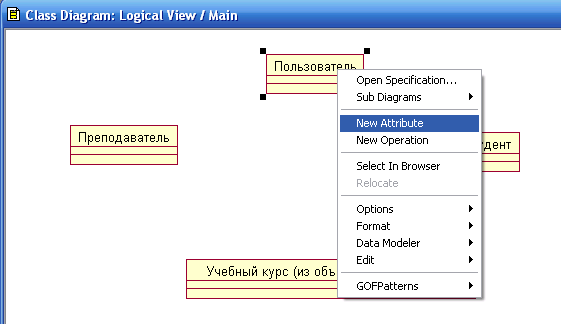 Class Diagram: Logical View / Main
Пользователь
Open Specification...
Sub Diagrams
New Attribute
New Operation
Select In Browser
Relocate
Options
Format
Data Modeler
Edit
GOFPatterns
Преподаватель
дент
Учебный курс (из объ